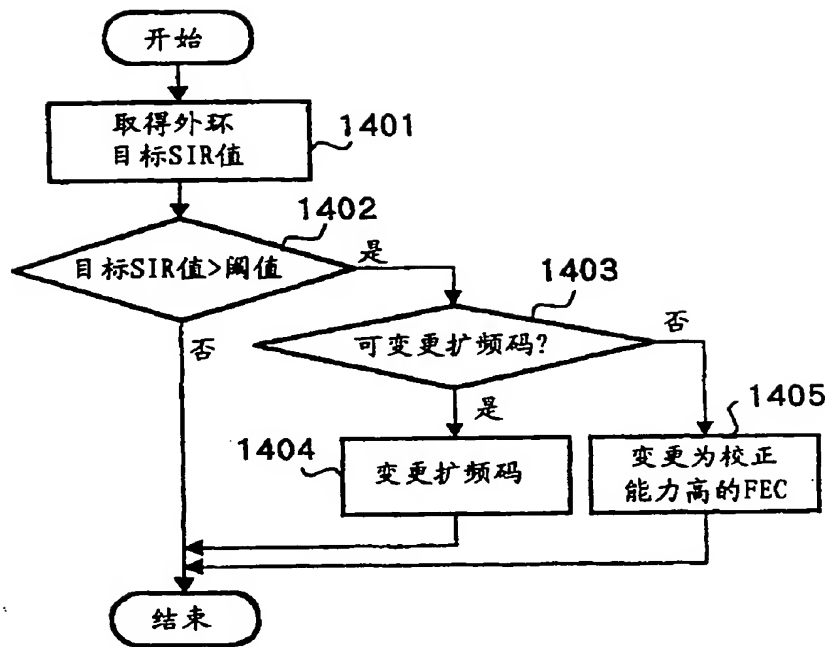 开始
取得外环
目标SIR值
1401
1402
目标SIR值>阈值
是
否
1403
可变更扩频码?
否
是
1404
变更扩频码
1405
变更为校正
能力高的FEC
结束